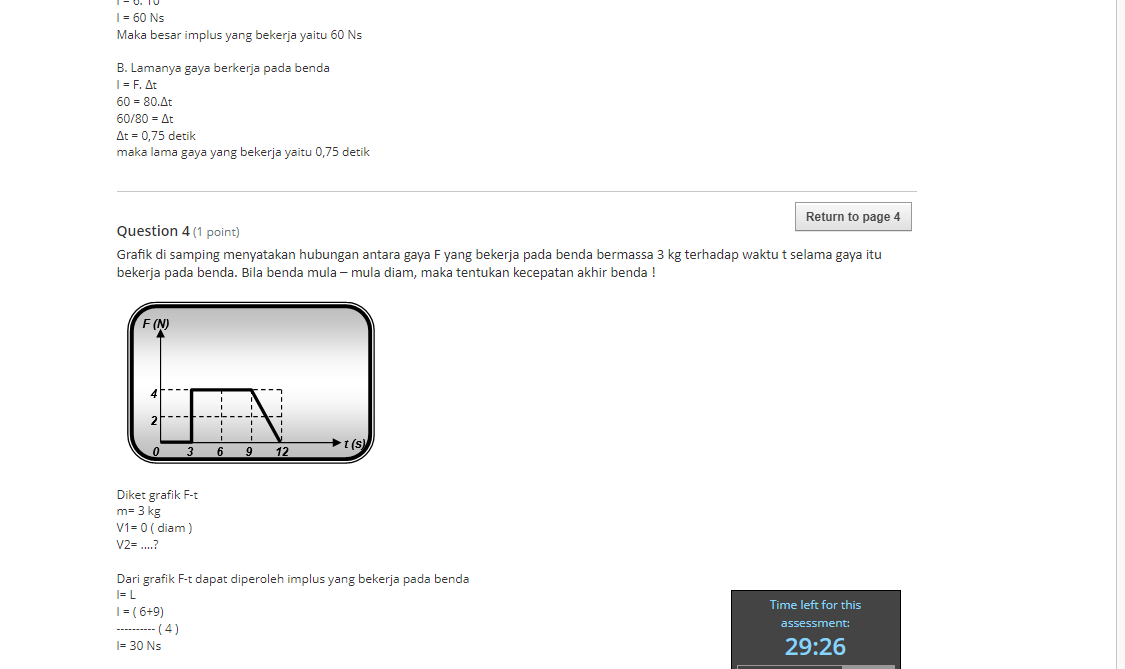 I = 6. 10
I = 60 Ns
Maka besar implus yang bekerja yaitu 60 Ns
B. Lamanya gaya berkerja pada benda
I = F. Δt
60 = 80.Δt
60/80 = Δt
Δt = 0,75 detik
maka lama gaya yang bekerja yaitu 0,75 detik
Return to page 4
Question 4 (1 point)
Grafik di samping menyatakan hubungan antara gaya F yang bekerja pada benda bermassa 3 kg terhadap waktu t selama gaya itu
bekerja pada benda. Bila benda mula – mula diam, maka tentukan kecepatan akhir benda !
F (N)
4
2
0 3 6 9 12
t (s)
Diket grafik F-t
m= 3 kg
V1= 0 ( diam )
V2= ....?
Dari grafik F-t dapat diperoleh implus yang bekerja pada benda
I= L
I = ( 6+9)
---------- ( 4 )
I= 30 Ns
Time left for this
assessment:
29:26